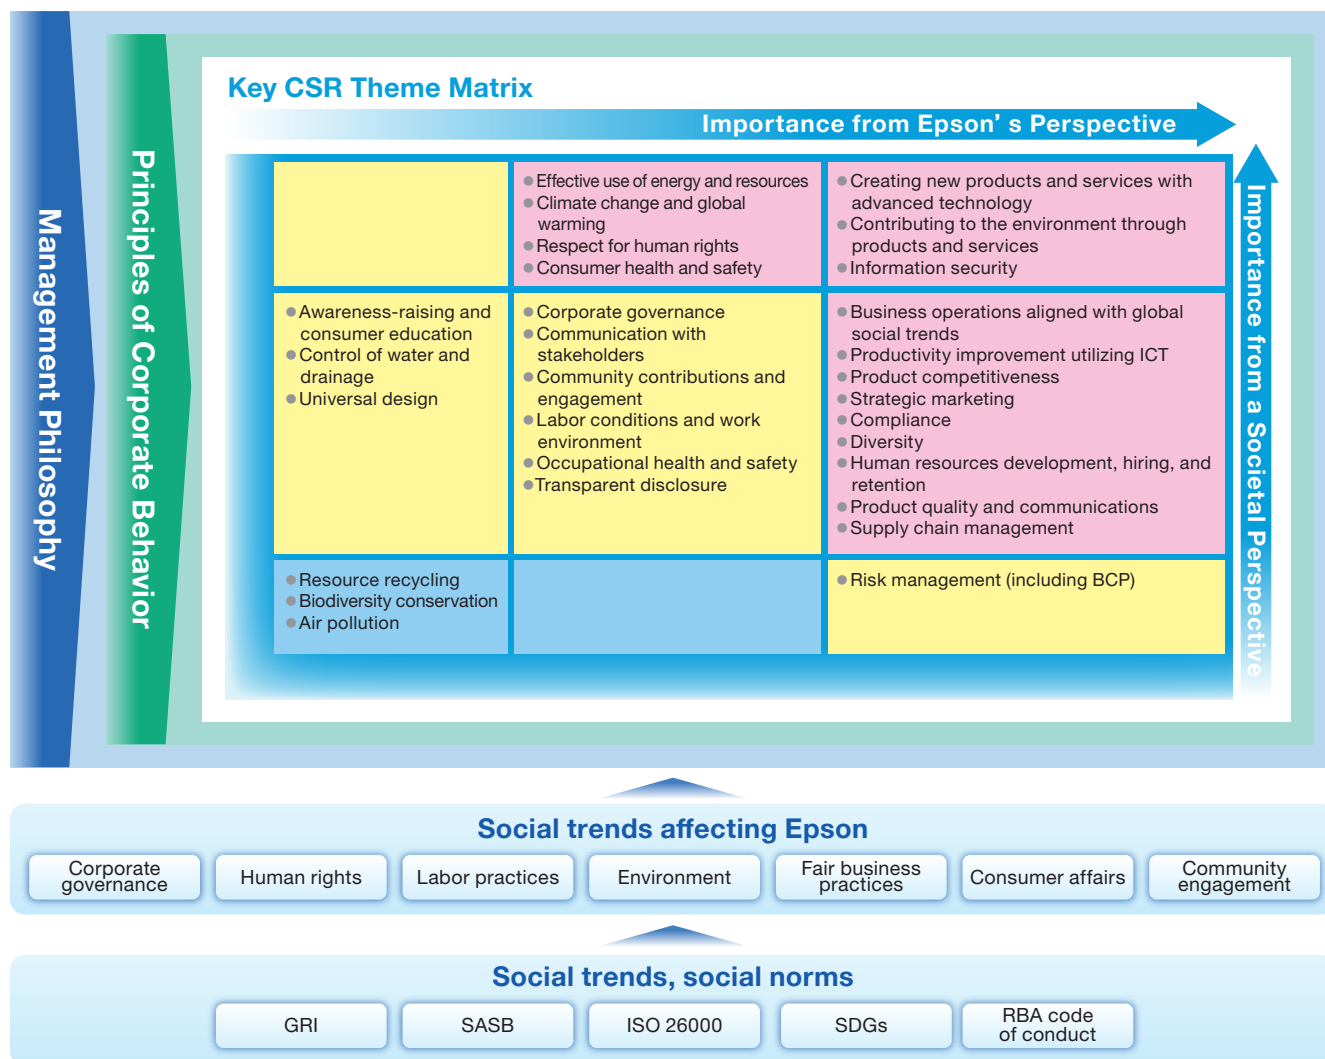 Management Philosophy
Principles of Corporate Behavior
Key CSR Theme Matrix
Importance from Epson' s Perspective
Importance from a Societal Perspective
● Effective use of energy and resources
● Climate change and global
warming
● Respect for human rights
● Consumer health and safety
● Creating new products and services with
advanced technology
● Contributing to the environment through
products and services
● Information security
● Awareness-raising and
consumer education
● Control of water and
drainage
● Universal design
● Corporate governance
● Communication with
stakeholders
● Community contributions and
engagement
● Labor conditions and work
environment
● Occupational health and safety
● Transparent disclosure
● Business operations aligned with global
social trends
● Productivity improvement utilizing ICT
● Product competitiveness
● Strategic marketing
● Compliance
● Diversity
● Human resources development, hiring, and
retention
● Product quality and communications
● Supply chain management
● Resource recycling
● Biodiversity conservation
● Air pollution
● Risk management (including BCP)
Social trends affecting Epson
Corporate
governance
Human rights
Labor practices
Environment
Fair business
practices
Consumer affairs
Community
engagement
Social trends, social norms
GRI
SASB
ISO 26000
SDGs
RBA code
of conduct